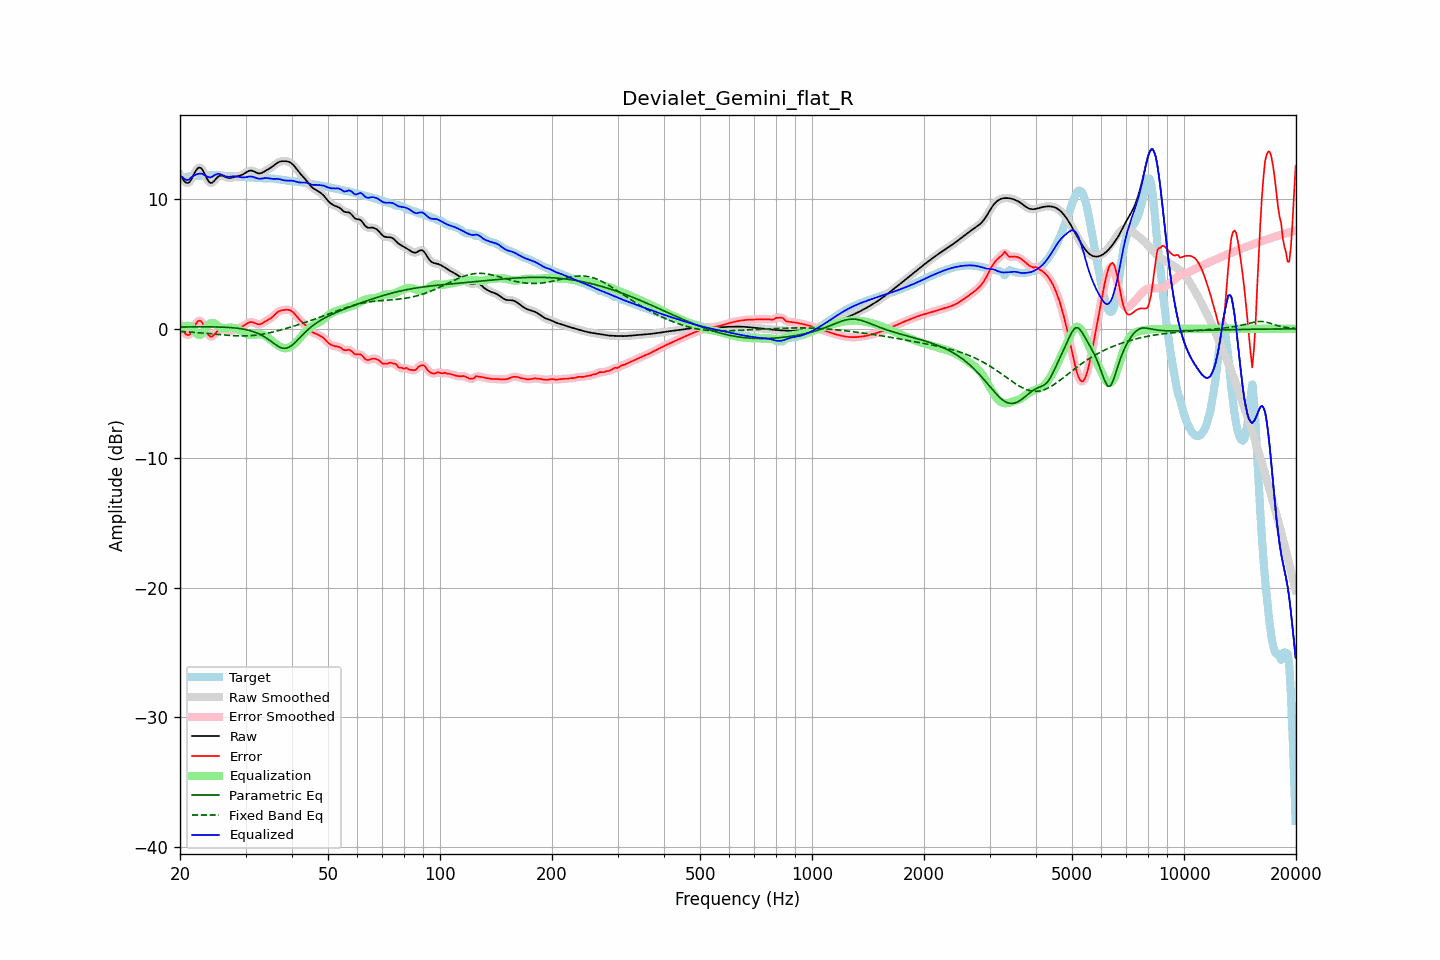 Devialet_Gemini_flat_R
Amplitude (dBr)
10
0
−10
−20
−30
−40
Target
Raw Smoothed
Error Smoothed
Raw
Error
Equalization
Parametric Eq
Fixed Band Eq
Equalized
20 50 100 200 500 1000 2000 5000 10000 20000
Frequency (Hz)